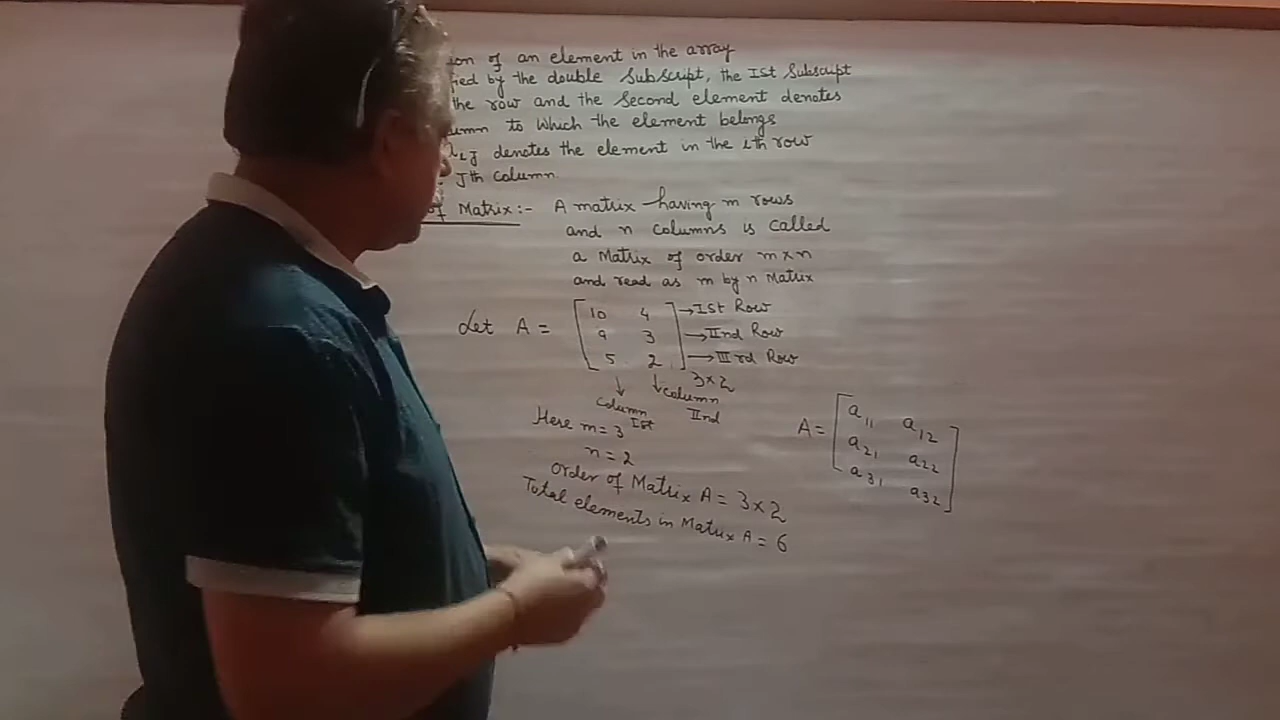 of an element in the array
by the double Subscript, the Ist Subscript
the row and the Second element denotes
to which the element belongs
denotes the element in the ith row
Jth Column.
of Matrix:- A matrix having m rows
and n columns is called
a Matrix of order m×n
and read as m by n Matrix
Let A = [10 4] →Ist Row
[9 3] →IInd Row
[5 2] →IIIrd Row
3×2
↓ ↓column
column IInd
Ist
Here m = 3
n = 2
Order of Matrix A = 3×2
Total elements in Matrix A = 6
A = [a11 a12]
[a21 a22]
[a31 a32]